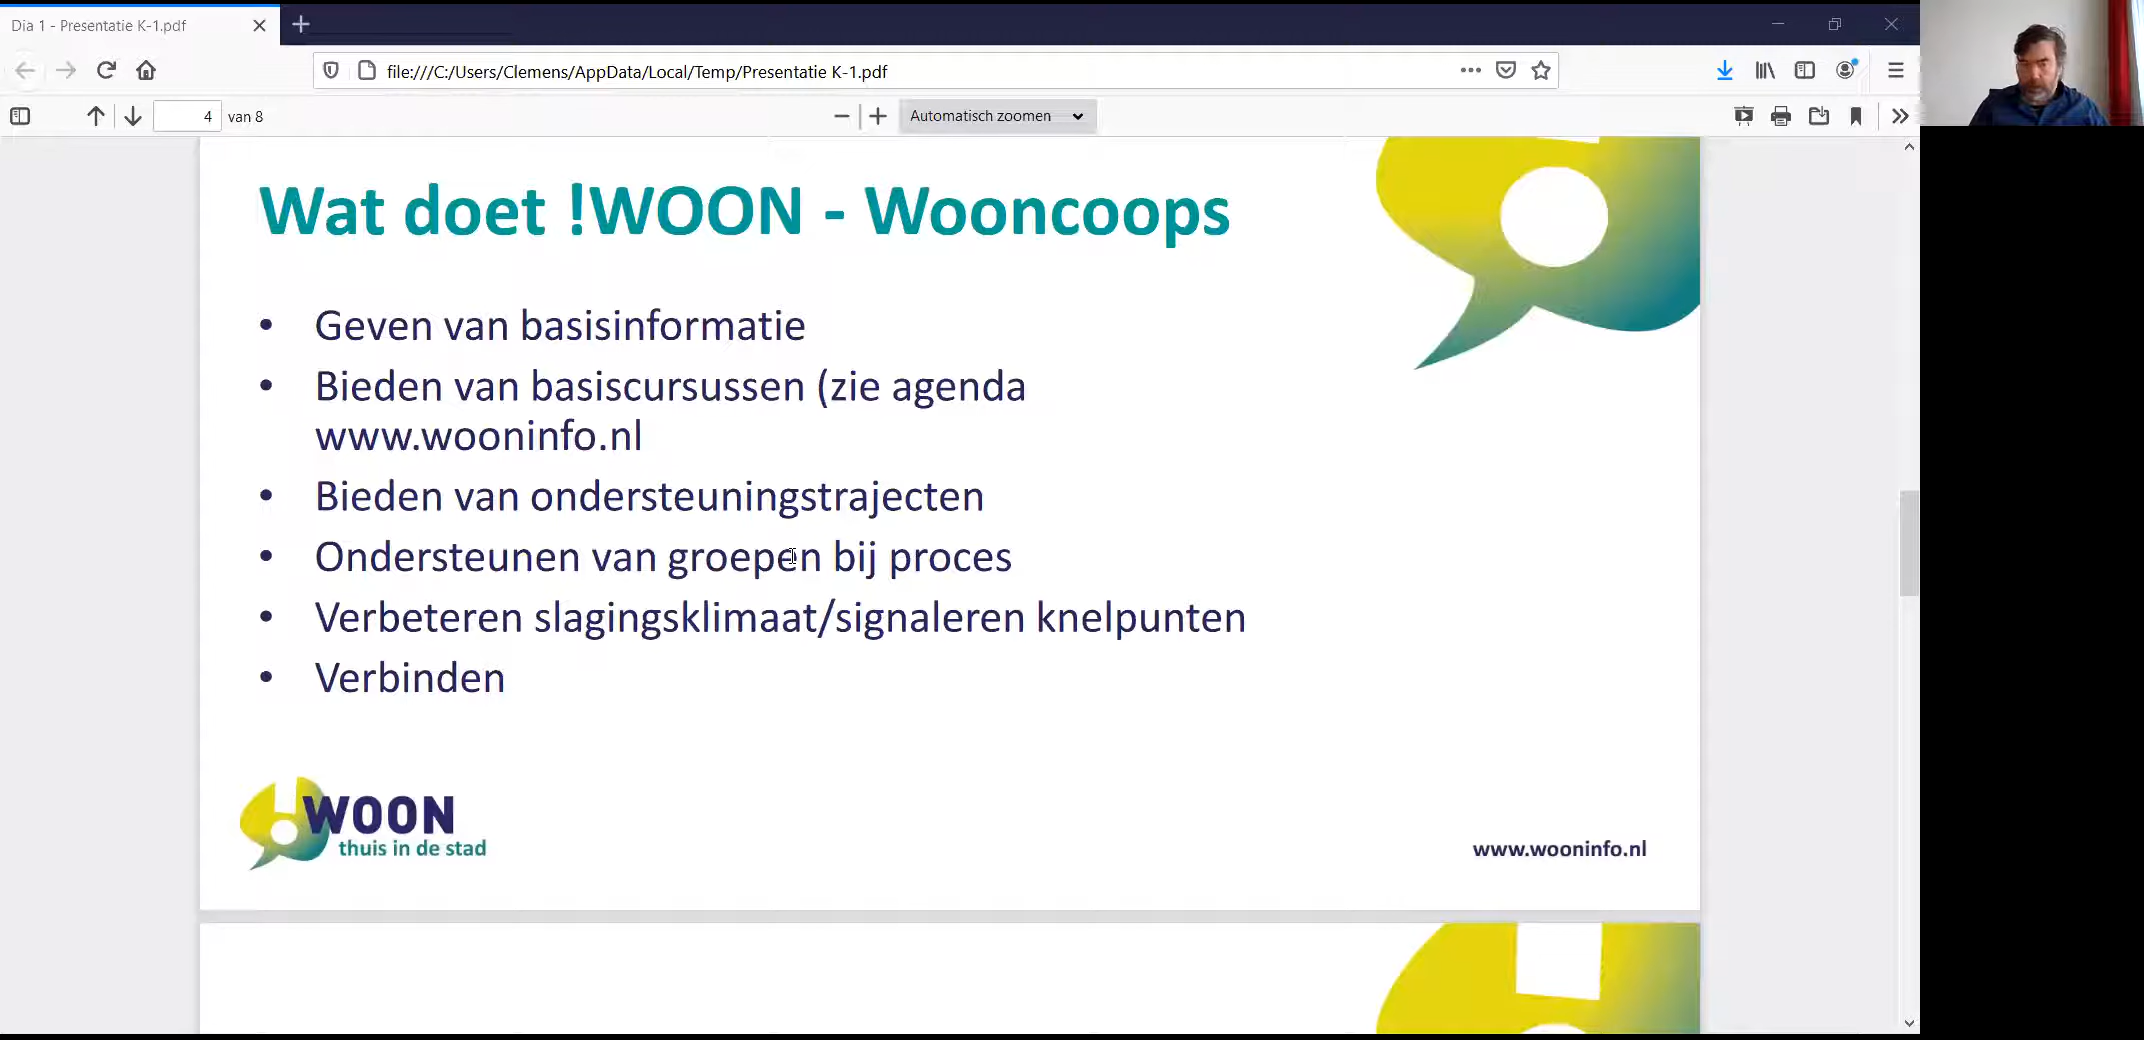 Dia 1 - Presentatie K-1.pdf
file:///C:/Users/Clemens/AppData/Local/Temp/Presentatie K-1.pdf
4 van 8
Automatisch zoomen
Wat doet !WOON - Wooncoops
• Geven van basisinformatie
• Bieden van basiscursussen (zie agenda
www.wooninfo.nl
• Bieden van ondersteuningstrajecten
• Ondersteunen van groepen bij proces
• Verbeteren slagingsklimaat/signaleren knelpunten
• Verbinden
!WOON
thuis in de stad
www.wooninfo.nl